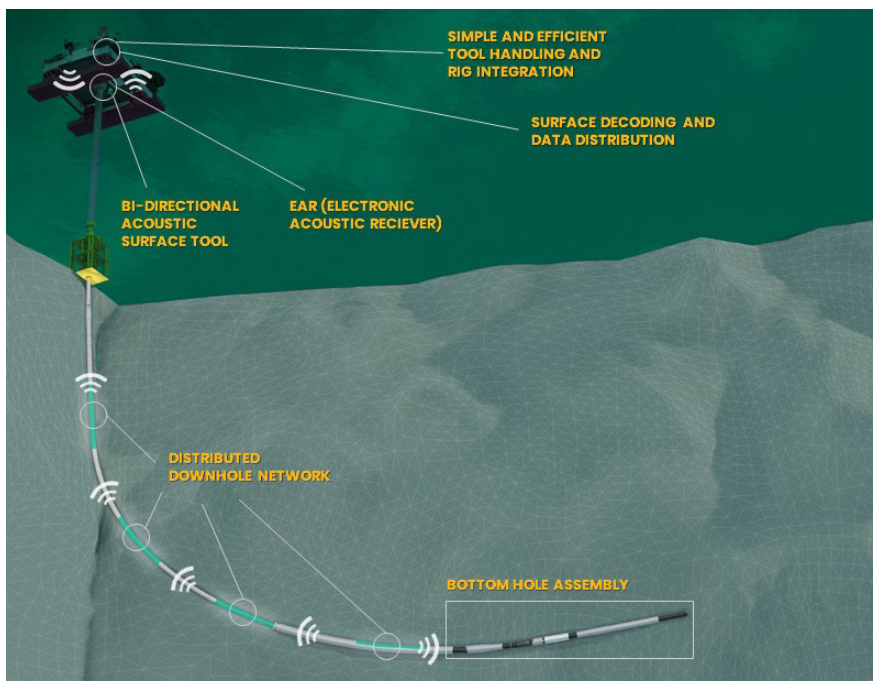 SIMPLE AND EFFICIENT
TOOL HANDLING AND
RIG INTEGRATION
SURFACE DECODING AND
DATA DISTRIBUTION
BI-DIRECTIONAL
ACOUSTIC
SURFACE TOOL
EAR (ELECTRONIC
ACOUSTIC RECIEVER)
DISTRIBUTED
DOWNHOLE NETWORK
BOTTOM HOLE ASSEMBLY